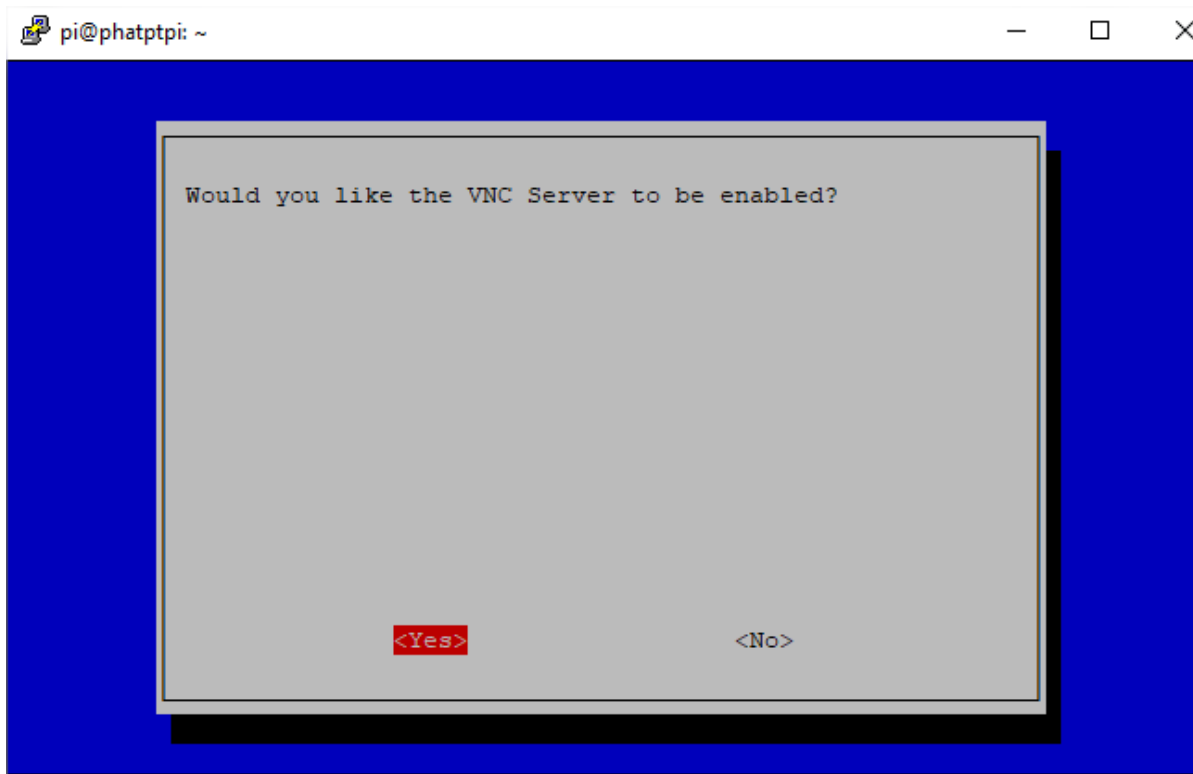 pi@phatptpi: ~
Would you like the VNC Server to be enabled?
<Yes> <No>